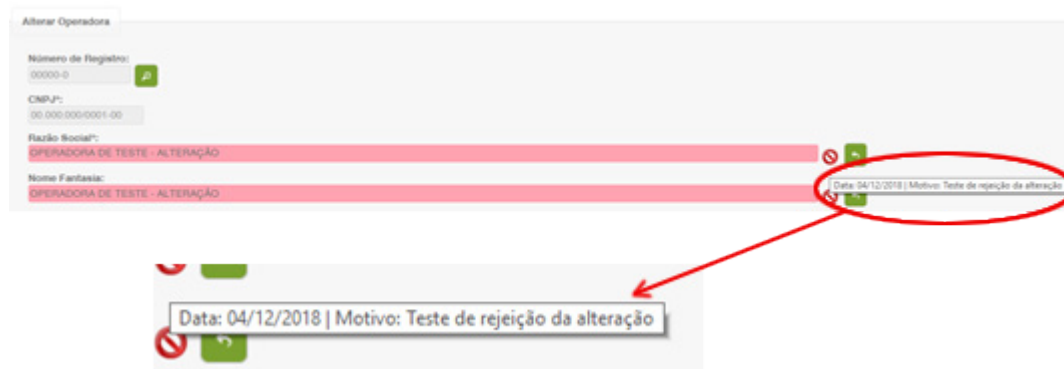 Alterar Operadora
Número de Registro:
00000-0
CNPJ*:
00.000.000/0001-00
Razão Social*:
OPERADORA DE TESTE - ALTERAÇÃO
Nome Fantasia:
OPERADORA DE TESTE - ALTERAÇÃO
Data: 04/12/2018 | Motivo: Teste de rejeição da alteração
Data: 04/12/2018 | Motivo: Teste de rejeição da alteração